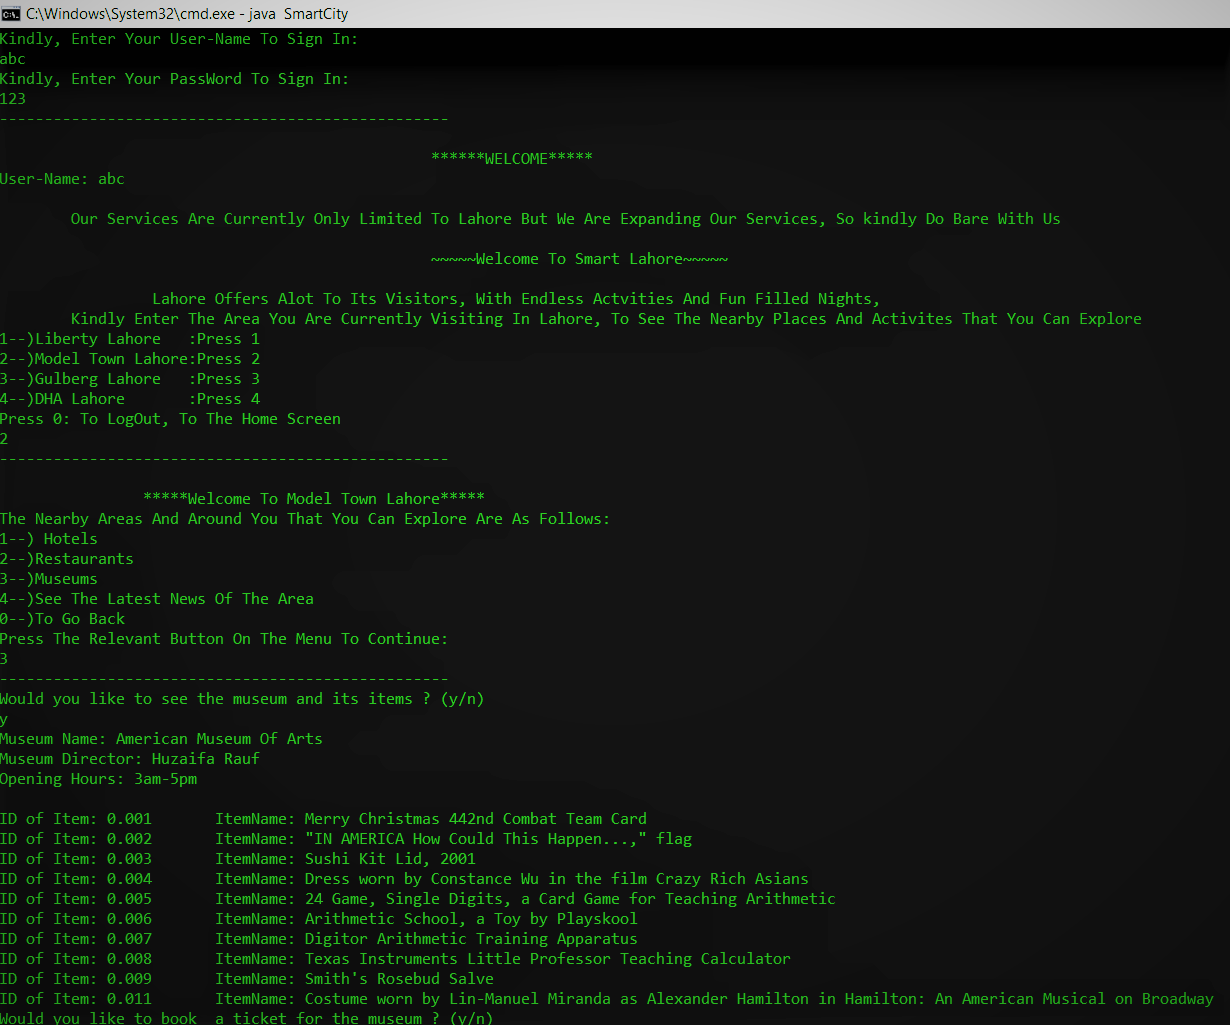 C:\Windows\System32\cmd.exe - java  SmartCity
Kindly, Enter Your User-Name To Sign In:
abc
Kindly, Enter Your PassWord To Sign In:
123
--------------------------------------------------
******WELCOME*****
User-Name: abc
Our Services Are Currently Only Limited To Lahore But We Are Expanding Our Services, So kindly Do Bare With Us
~~~~~Welcome To Smart Lahore~~~~~
Lahore Offers Alot To Its Visitors, With Endless Actvities And Fun Filled Nights,
Kindly Enter The Area You Are Currently Visiting In Lahore, To See The Nearby Places And Activites That You Can Explore
1--)Liberty Lahore   :Press 1
2--)Model Town Lahore:Press 2
3--)Gulberg Lahore   :Press 3
4--)DHA Lahore       :Press 4
Press 0: To LogOut, To The Home Screen
2
--------------------------------------------------
*****Welcome To Model Town Lahore*****
The Nearby Areas And Around You That You Can Explore Are As Follows:
1--) Hotels
2--)Restaurants
3--)Museums
4--)See The Latest News Of The Area
0--)To Go Back
Press The Relevant Button On The Menu To Continue:
3
--------------------------------------------------
Would you like to see the museum and its items ? (y/n)
y
Museum Name: American Museum Of Arts
Museum Director: Huzaifa Rauf
Opening Hours: 3am-5pm
ID of Item: 0.001       ItemName: Merry Christmas 442nd Combat Team Card
ID of Item: 0.002       ItemName: "IN AMERICA How Could This Happen...," flag
ID of Item: 0.003       ItemName: Sushi Kit Lid, 2001
ID of Item: 0.004       ItemName: Dress worn by Constance Wu in the film Crazy Rich Asians
ID of Item: 0.005       ItemName: 24 Game, Single Digits, a Card Game for Teaching Arithmetic
ID of Item: 0.006       ItemName: Arithmetic School, a Toy by Playskool
ID of Item: 0.007       ItemName: Digitor Arithmetic Training Apparatus
ID of Item: 0.008       ItemName: Texas Instruments Little Professor Teaching Calculator
ID of Item: 0.009       ItemName: Smith's Rosebud Salve
ID of Item: 0.011       ItemName: Costume worn by Lin-Manuel Miranda as Alexander Hamilton in Hamilton: An American Musical on Broadway
Would you like to book  a ticket for the museum ? (y/n)